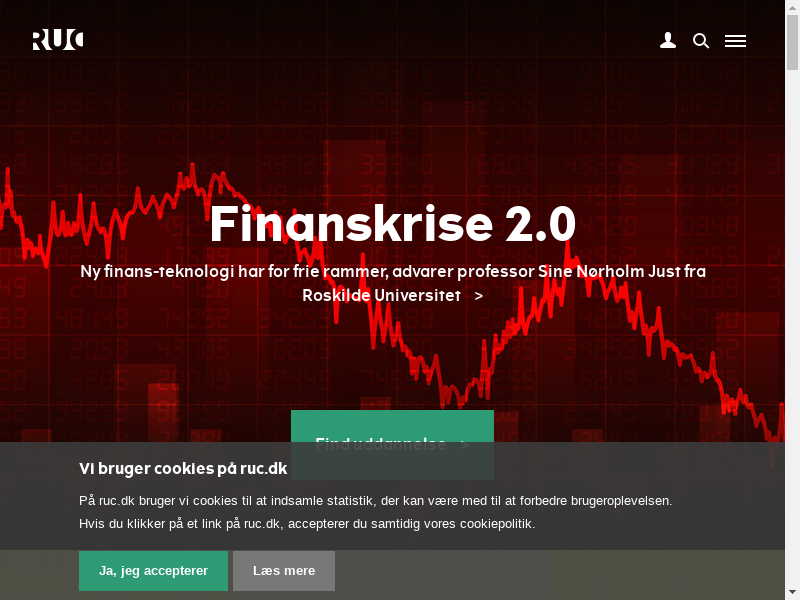 RUC
Finanskrise 2.0
Ny finans-teknologi har for frie rammer, advarer professor Sine Nørholm Just fra
Roskilde Universitet >
Find uddannelse >
Vi bruger cookies på ruc.dk
På ruc.dk bruger vi cookies til at indsamle statistik, der kan være med til at forbedre brugeroplevelsen.
Hvis du klikker på et link på ruc.dk, accepterer du samtidig vores cookiepolitik.
Ja, jeg accepterer
Læs mere